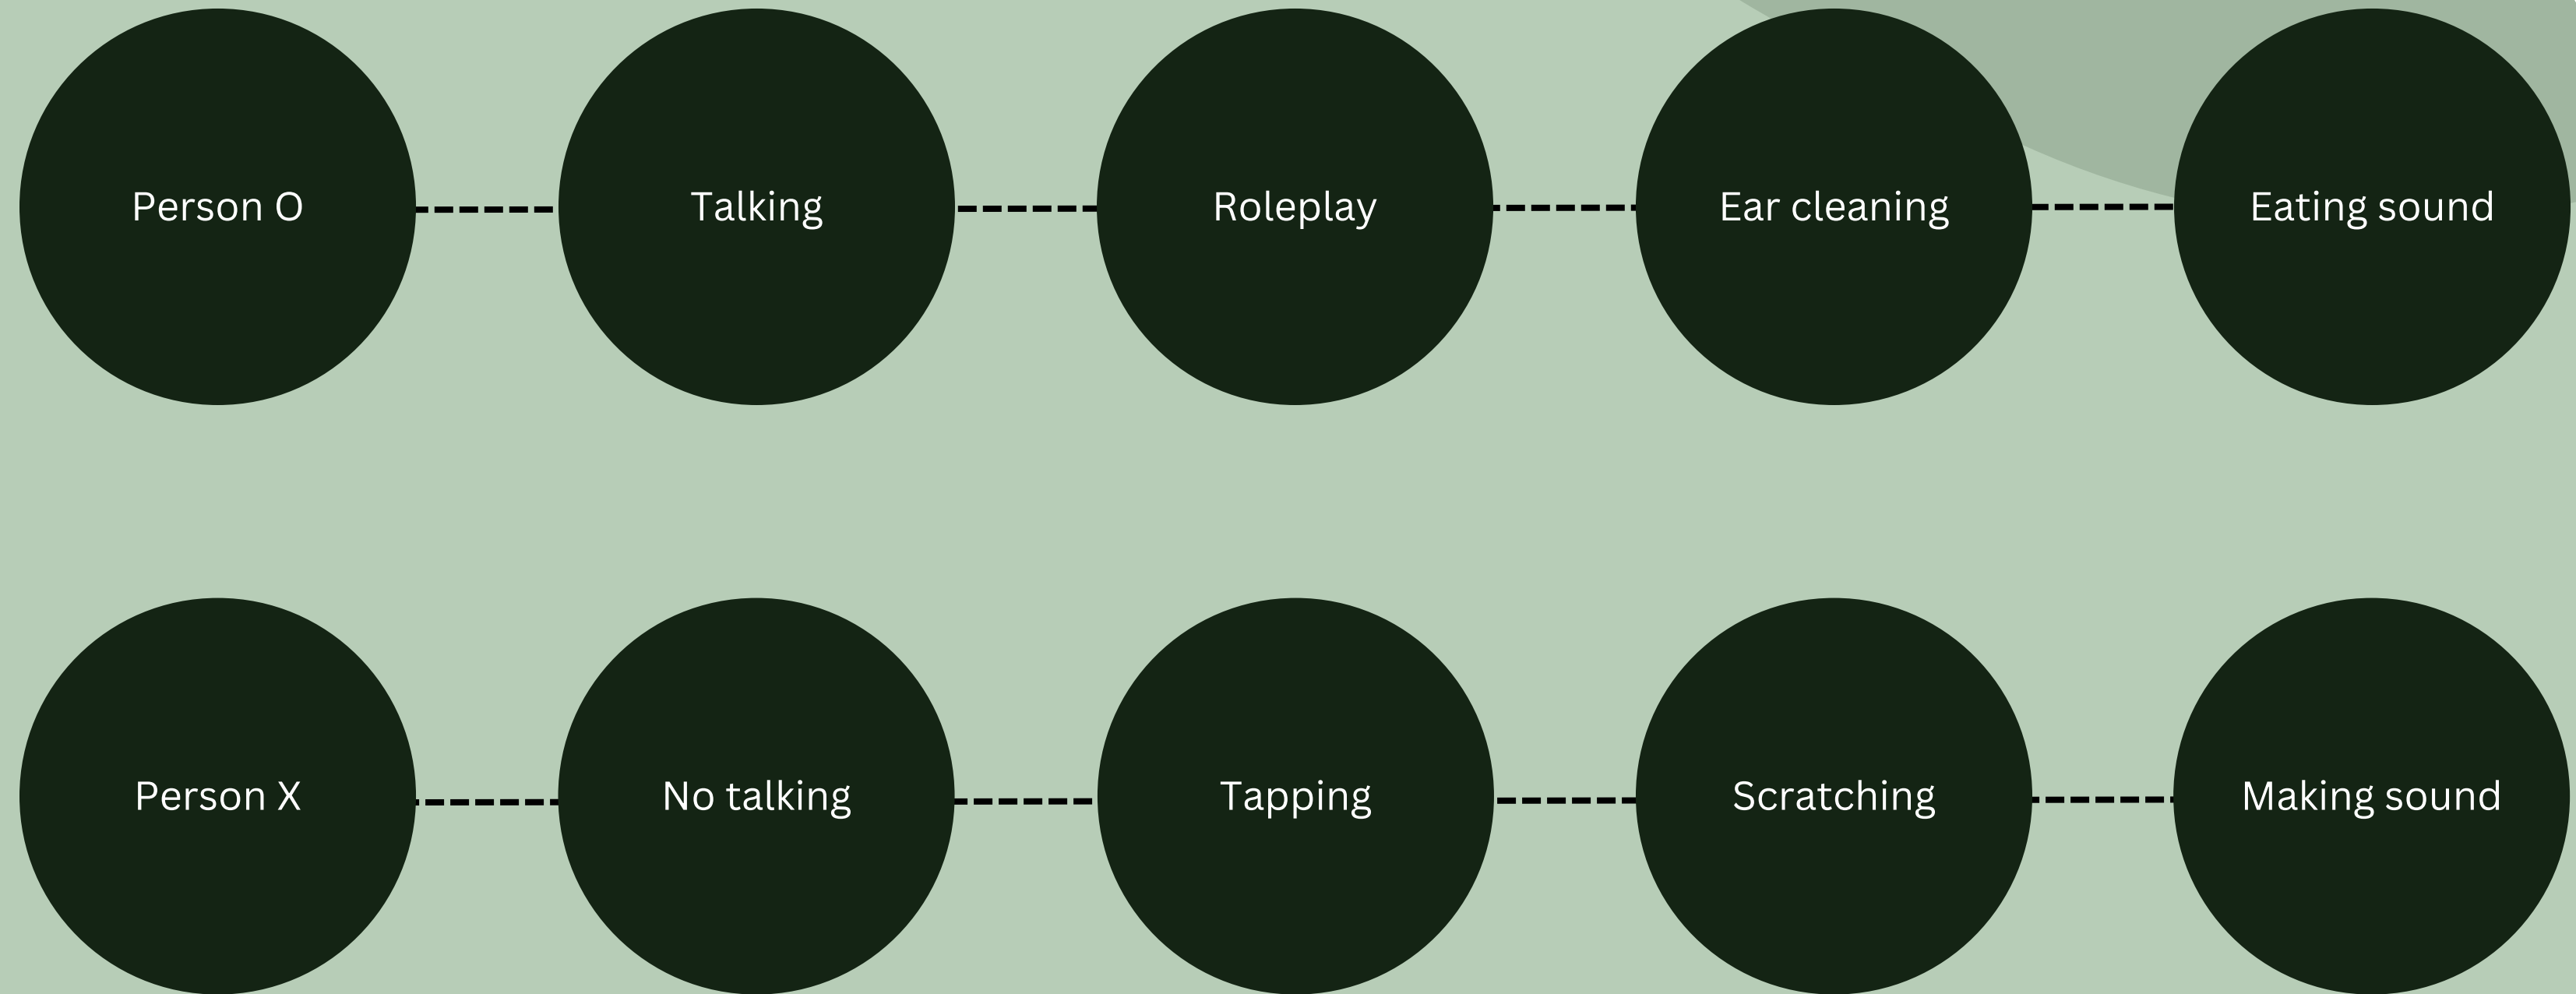 Person O
Talking
Roleplay
Ear cleaning
Eating sound
Person X
No talking
Tapping
Scratching
Making sound